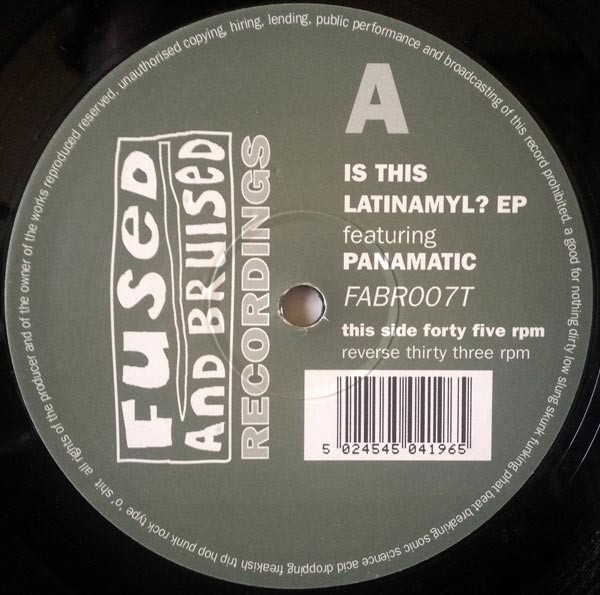 FUSED
AND BRUISED
RECORDINGS
A
IS THIS
LATINAMYL? EP
featuring
PANAMATIC
FABR007T
this side forty five rpm
reverse thirty three rpm
5 024545 041965
all rights of the producer and of the owner of the works reproduced reserved. unauthorised copying, hiring, lending, public performance and broadcasting of this record prohibited. a good for nothing dirty low slung skunk funking phat beat breaking sonic science acid dropping freakish trip hop punk rock type 'o' shit